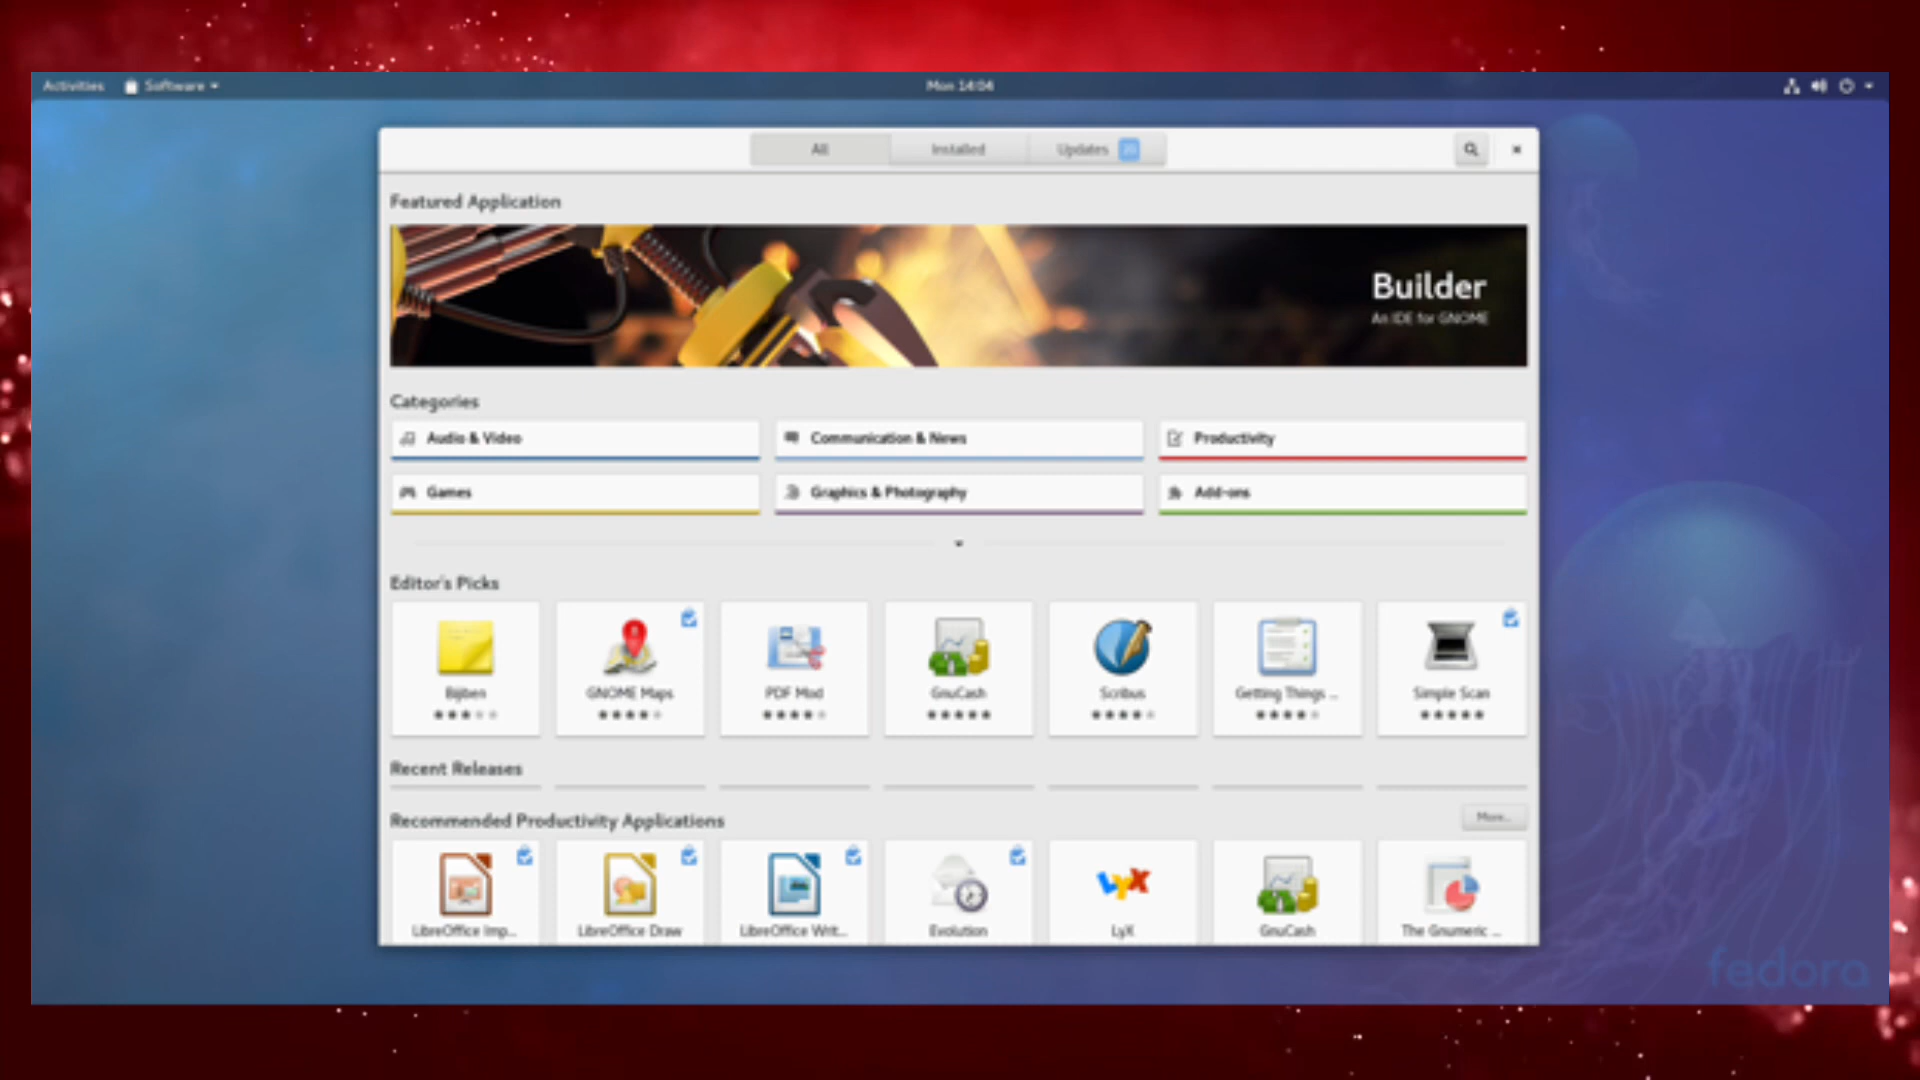 Activities Software Mon 14:04
All Installed Updates
Featured Application
Builder
An IDE for GNOME
Categories
Audio & Video Communication & News Productivity
Games Graphics & Photography Add-ons
Editor's Picks
Bijiben GNOME Maps PDF Mod GnuCash Scribus Getting Things ... Simple Scan
Recent Releases
Recommended Productivity Applications More...
LibreOffice Imp... LibreOffice Draw LibreOffice Writ... Evolution LyX GnuCash The Gnumeric ...
LyX
fedora